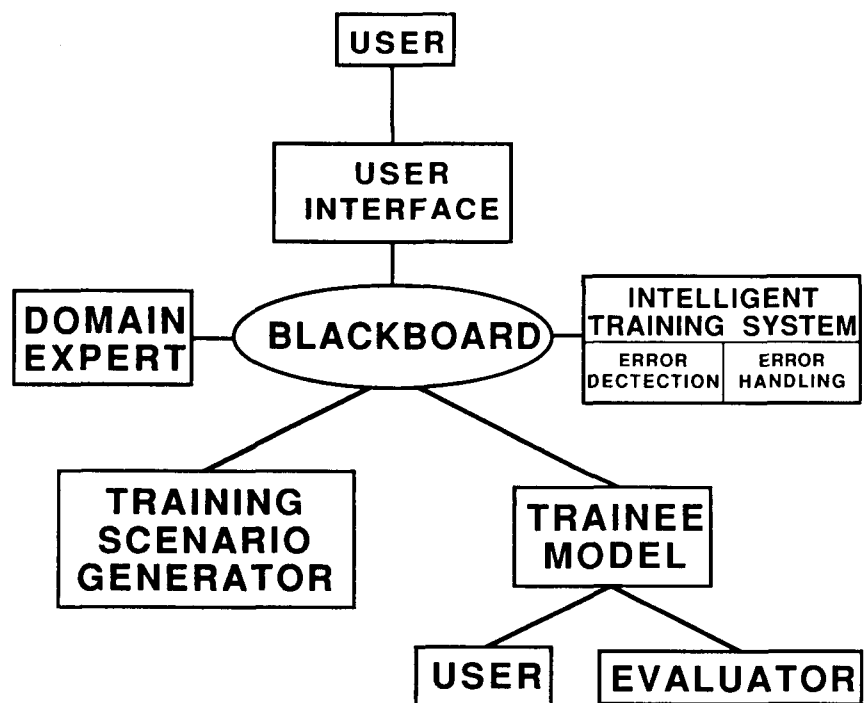 USER
USER
INTERFACE
DOMAIN
EXPERT
BLACKBOARD
INTELLIGENT
TRAINING SYSTEM
ERROR
DECTECTION
ERROR
HANDLING
TRAINING
SCENARIO
GENERATOR
TRAINEE
MODEL
USER
EVALUATOR